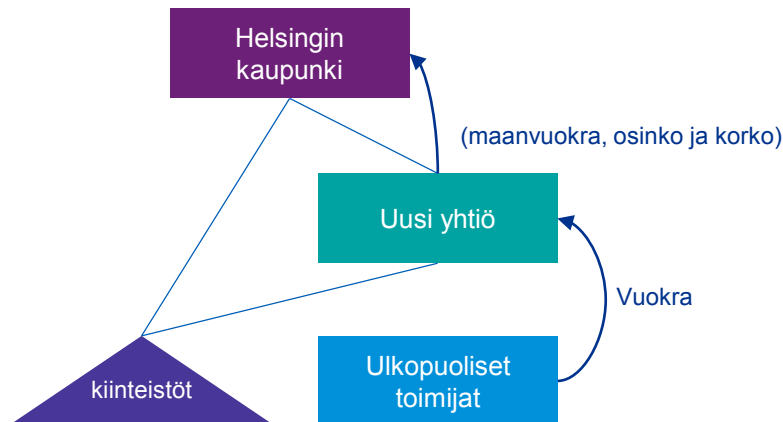 Helsingin
kaupunki
(maanvuokra, osinko ja korko)
Uusi yhtiö
Vuokra
kiinteistöt
Ulkopuoliset
toimijat